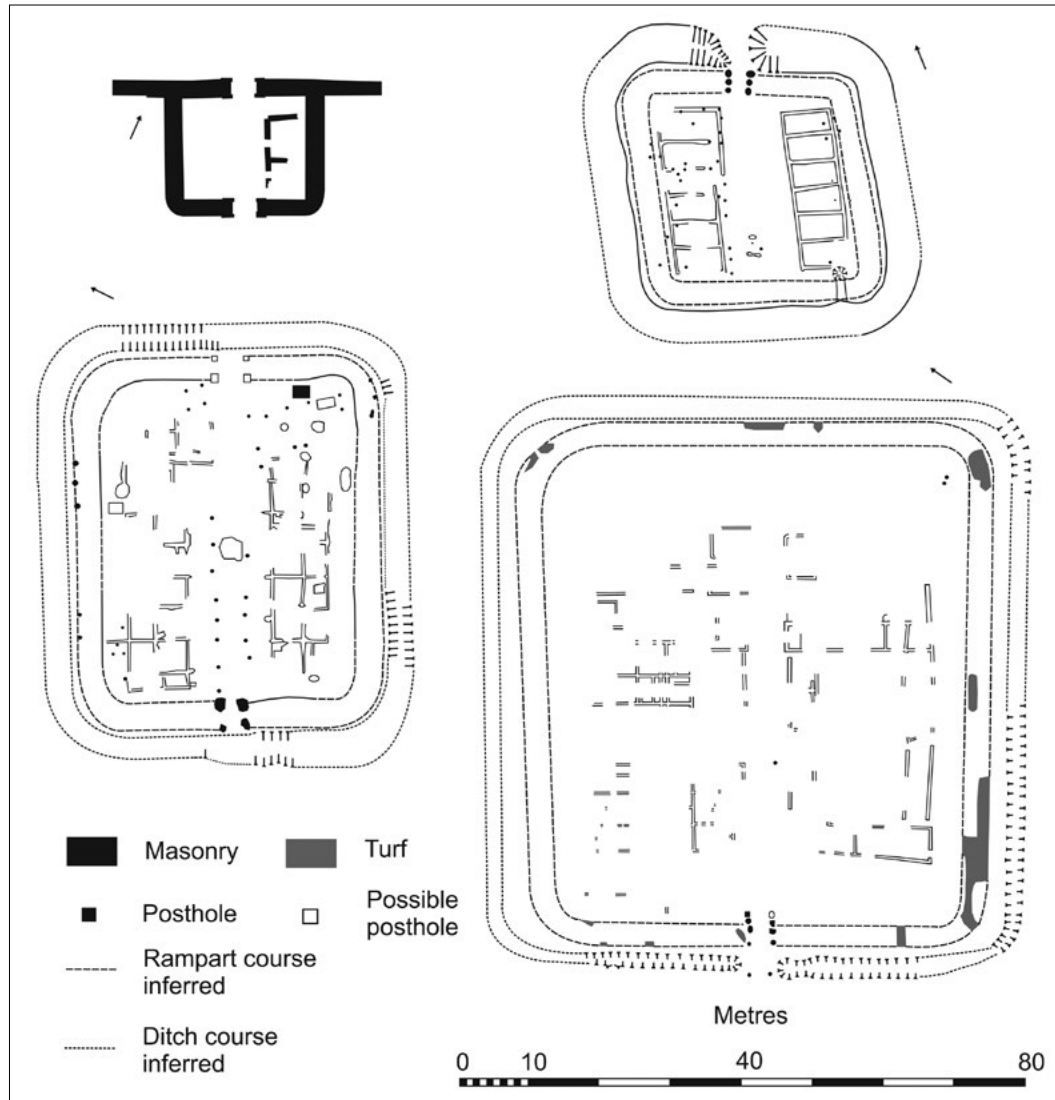 Masonry
Turf
Posthole
Possible
posthole
Rampart course
inferred
Ditch course
inferred
Metres
0 10 40 80